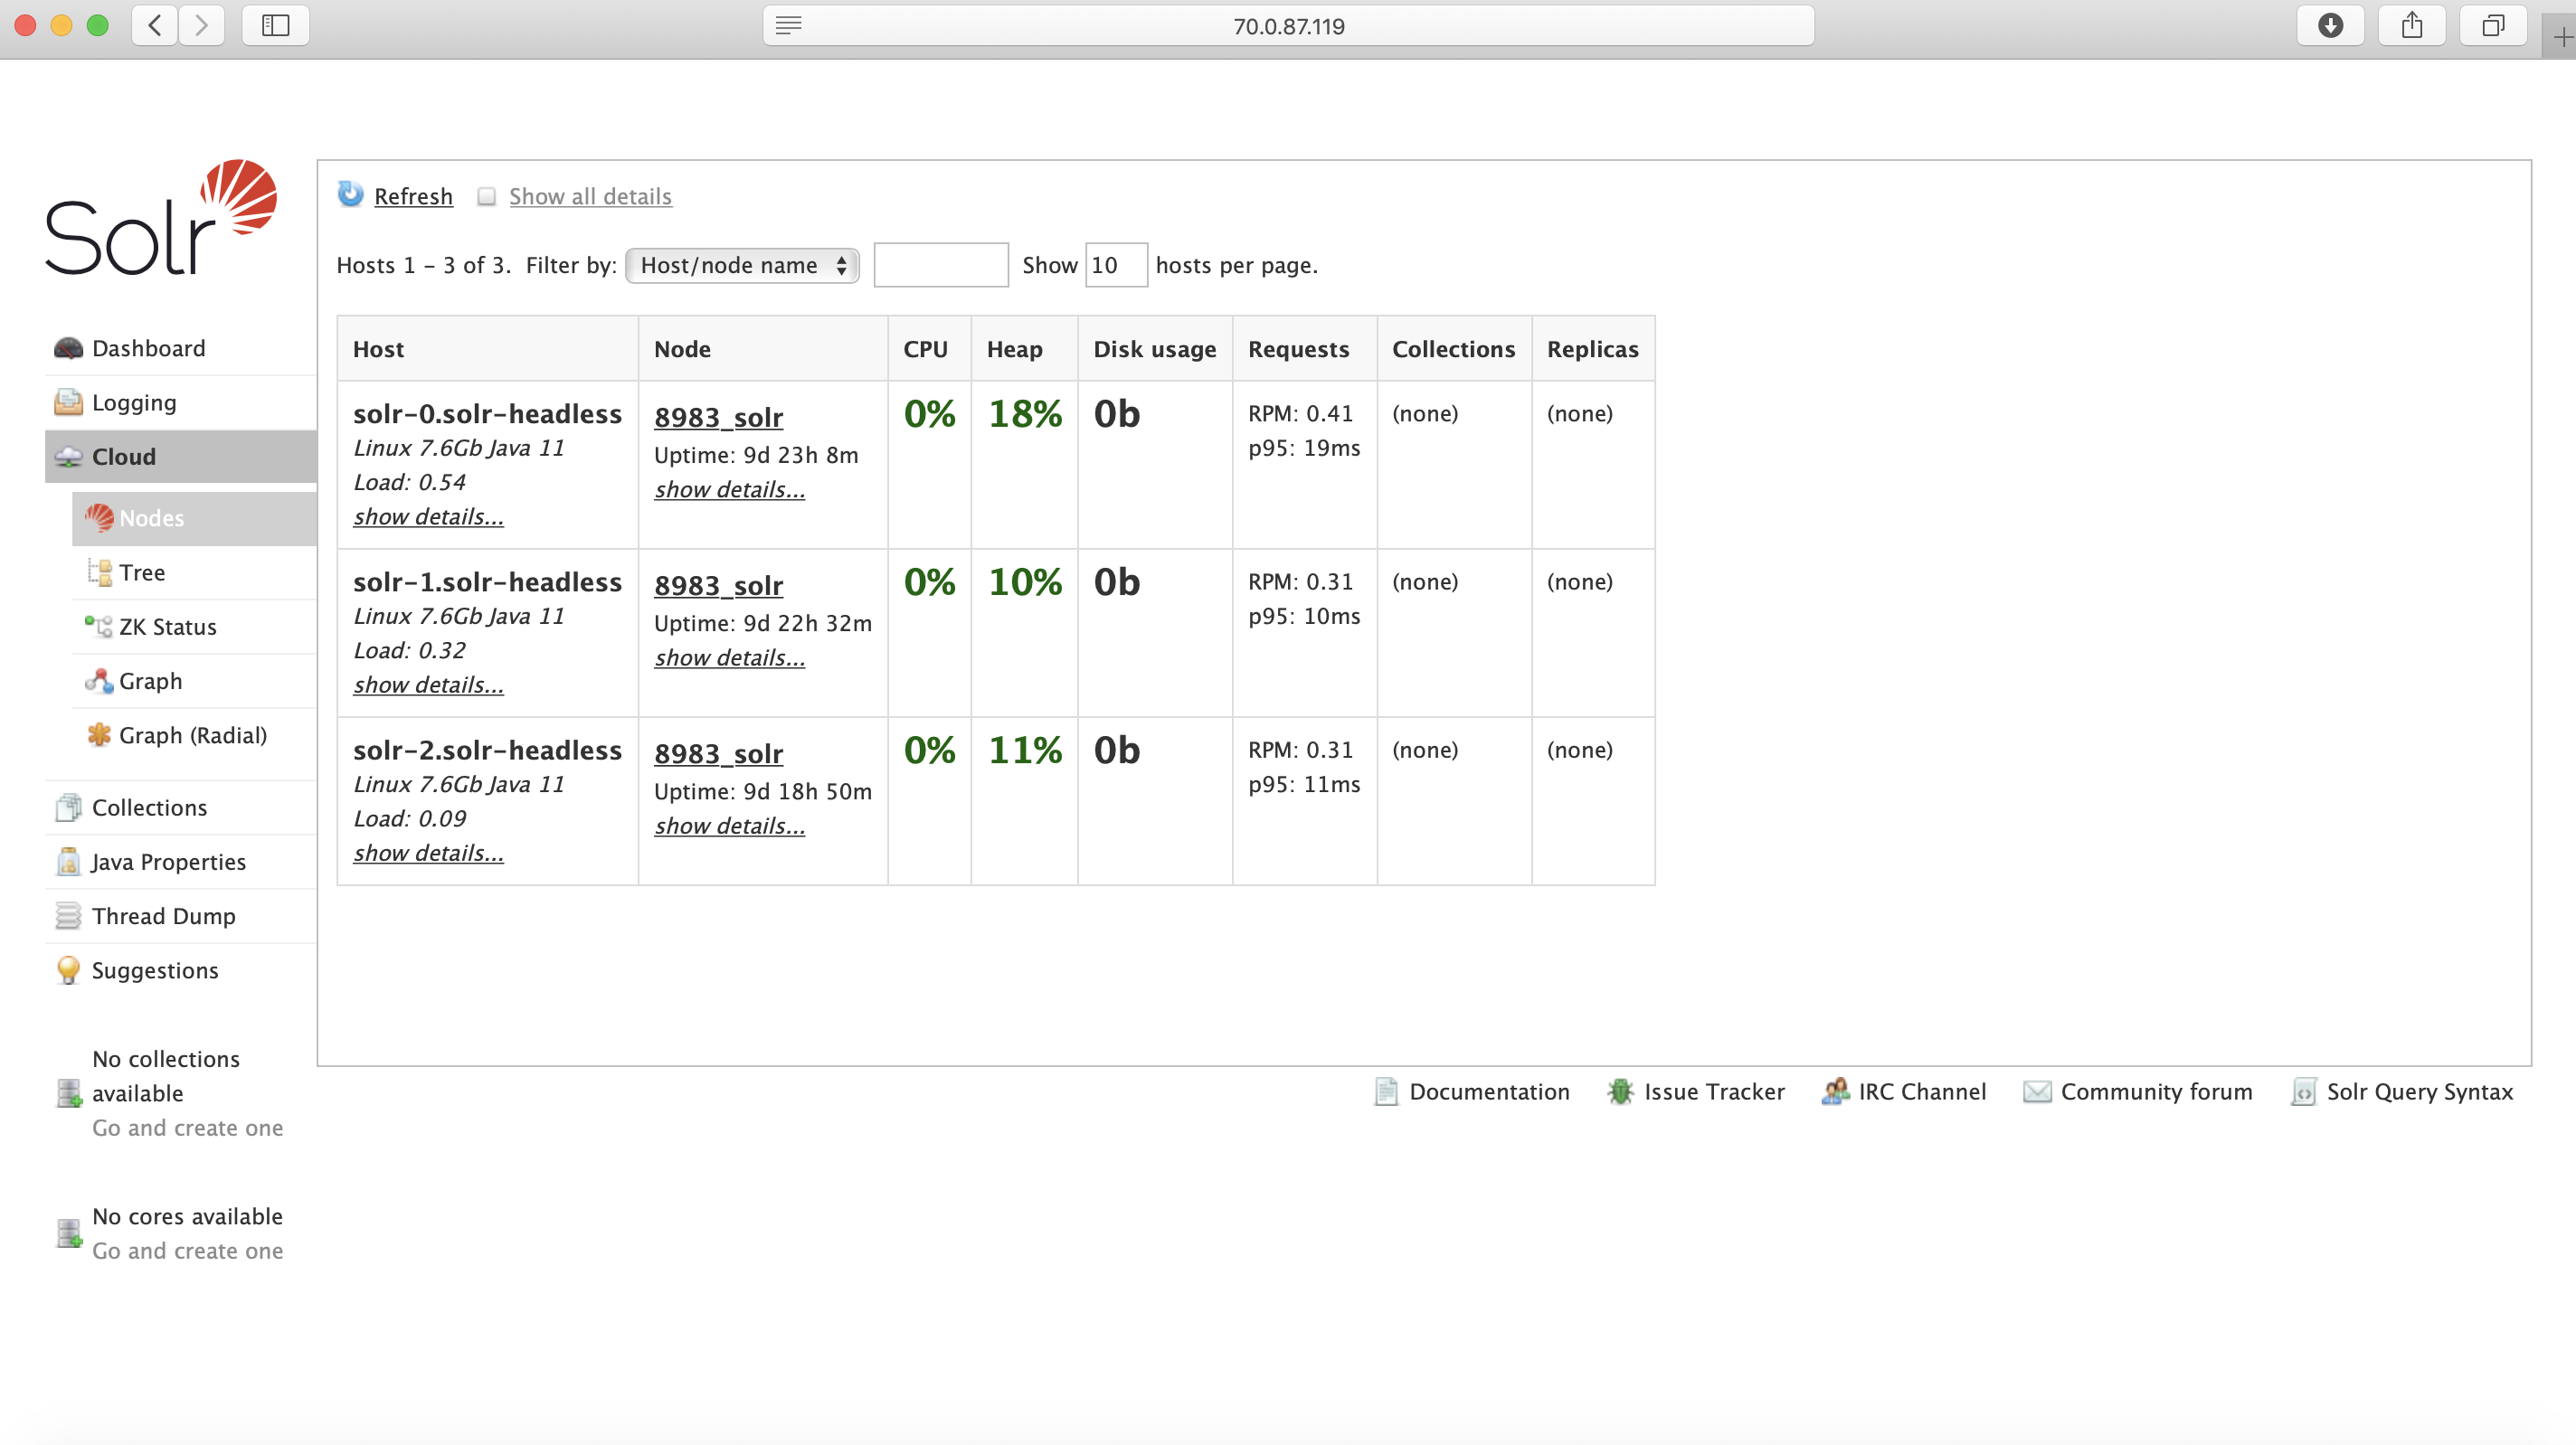 70.0.87.119
Solr
Dashboard
Logging
Cloud
Nodes
Tree
ZK Status
Graph
Graph (Radial)
Collections
Java Properties
Thread Dump
Suggestions
No collections
available
Go and create one
No cores available
Go and create one
Refresh Show all details
Hosts 1 - 3 of 3. Filter by: Host/node name Show 10 hosts per page.
Host Node CPU Heap Disk usage Requests Collections Replicas
solr-0.solr-headless 8983_solr 0% 18% 0b RPM: 0.41 (none) (none)
Linux 7.6Gb Java 11 Uptime: 9d 23h 8m p95: 19ms
Load: 0.54 show details...
show details...
solr-1.solr-headless 8983_solr 0% 10% 0b RPM: 0.31 (none) (none)
Linux 7.6Gb Java 11 Uptime: 9d 22h 32m p95: 10ms
Load: 0.32 show details...
show details...
solr-2.solr-headless 8983_solr 0% 11% 0b RPM: 0.31 (none) (none)
Linux 7.6Gb Java 11 Uptime: 9d 18h 50m p95: 11ms
Load: 0.09 show details...
show details...
Documentation Issue Tracker IRC Channel Community forum Solr Query Syntax